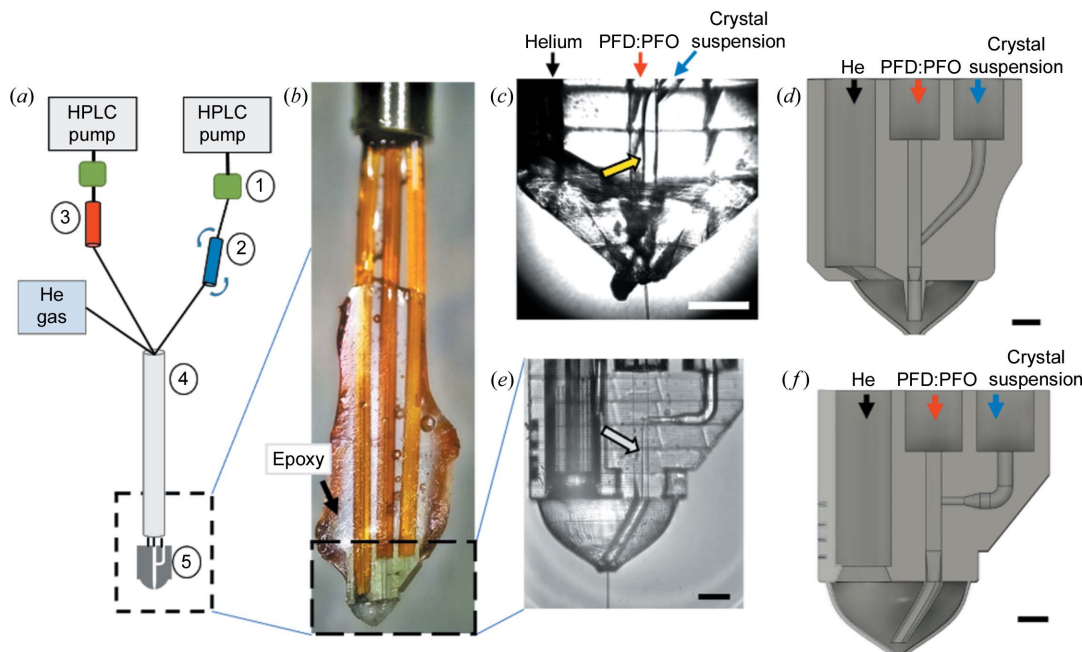 (a)
HPLC
pump
HPLC
pump
1
3
2
He
gas
4
5
(b)
Epoxy
(c)
Helium
PFD:PFO
Crystal
suspension
(d)
He
PFD:PFO
Crystal
suspension
(e)
(f)
He
PFD:PFO
Crystal
suspension